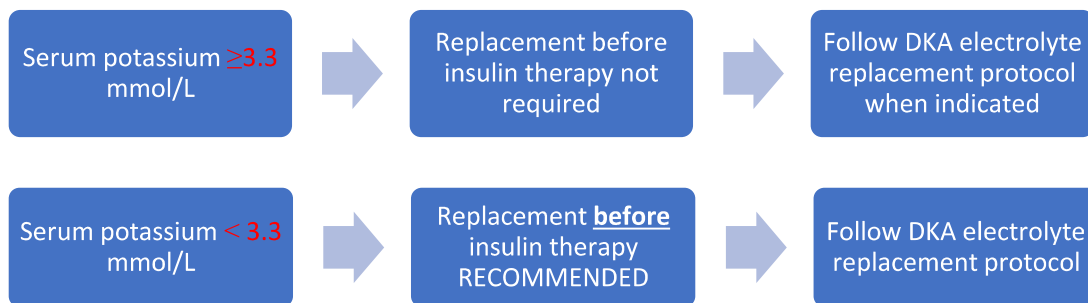 Serum potassium ≥3.3
mmol/L
Replacement before
insulin therapy not
required
Follow DKA electrolyte
replacement protocol
when indicated
Serum potassium < 3.3
mmol/L
Replacement before
insulin therapy
RECOMMENDED
Follow DKA electrolyte
replacement protocol